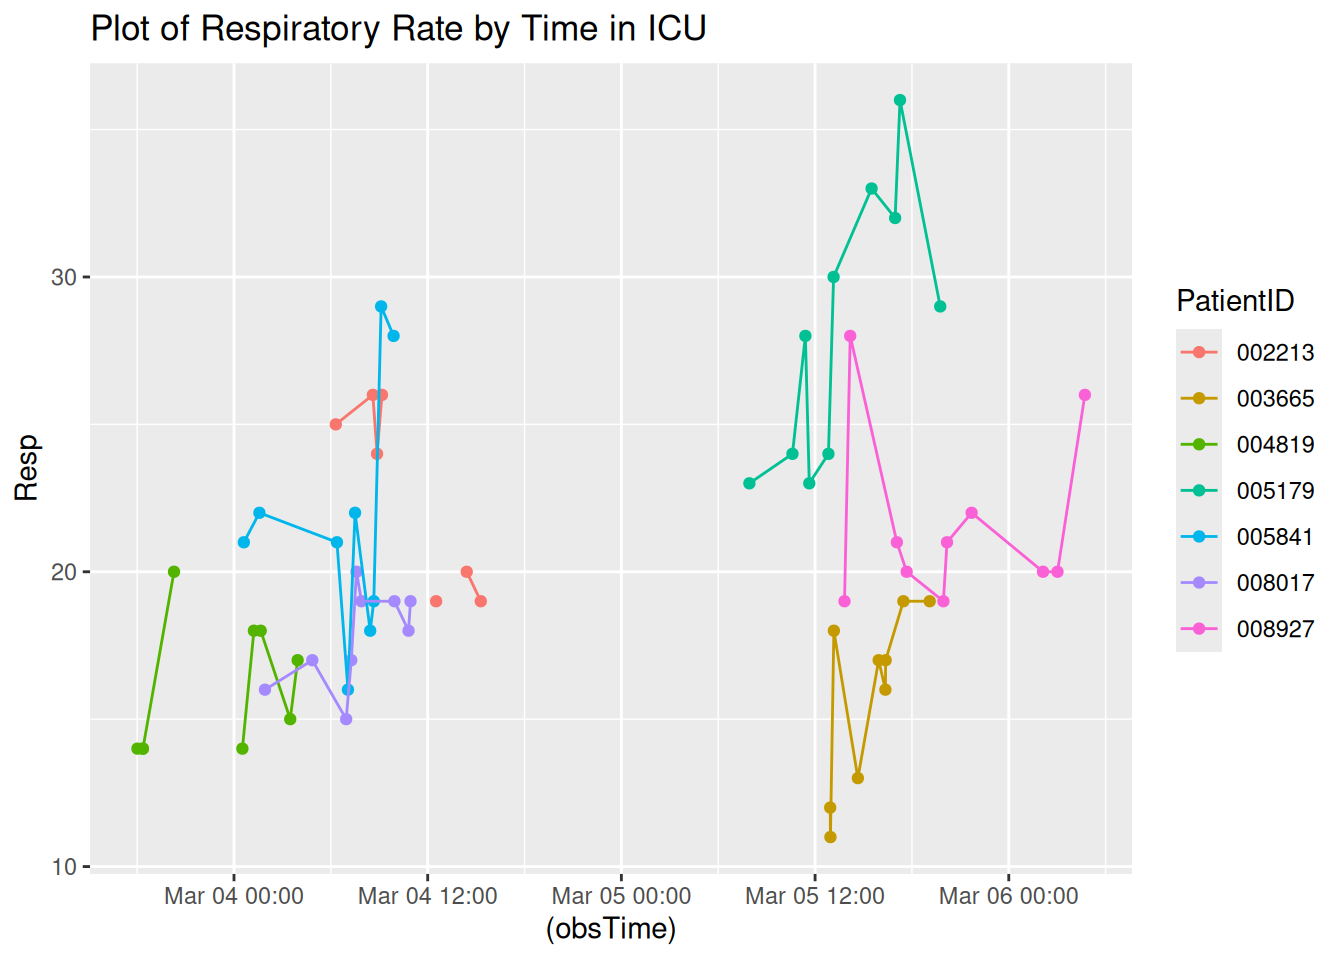 Plot of Respiratory Rate by Time in ICU
Resp
30
20
10
Mar 04 00:00 Mar 04 12:00 Mar 05 00:00 Mar 05 12:00 Mar 06 00:00
(obsTime)
PatientID
002213
003665
004819
005179
005841
008017
008927